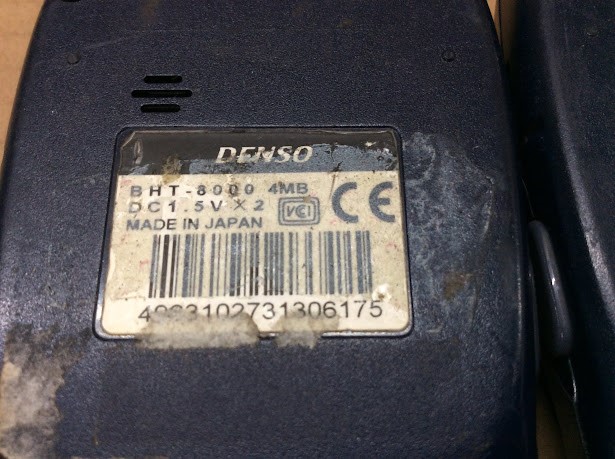 DENSO
BHT-8000 4MB
DC1.5V×2 VCI CE
MADE IN JAPAN